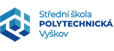 Střední škola
POLYTECHNICKÁ
Vyškov